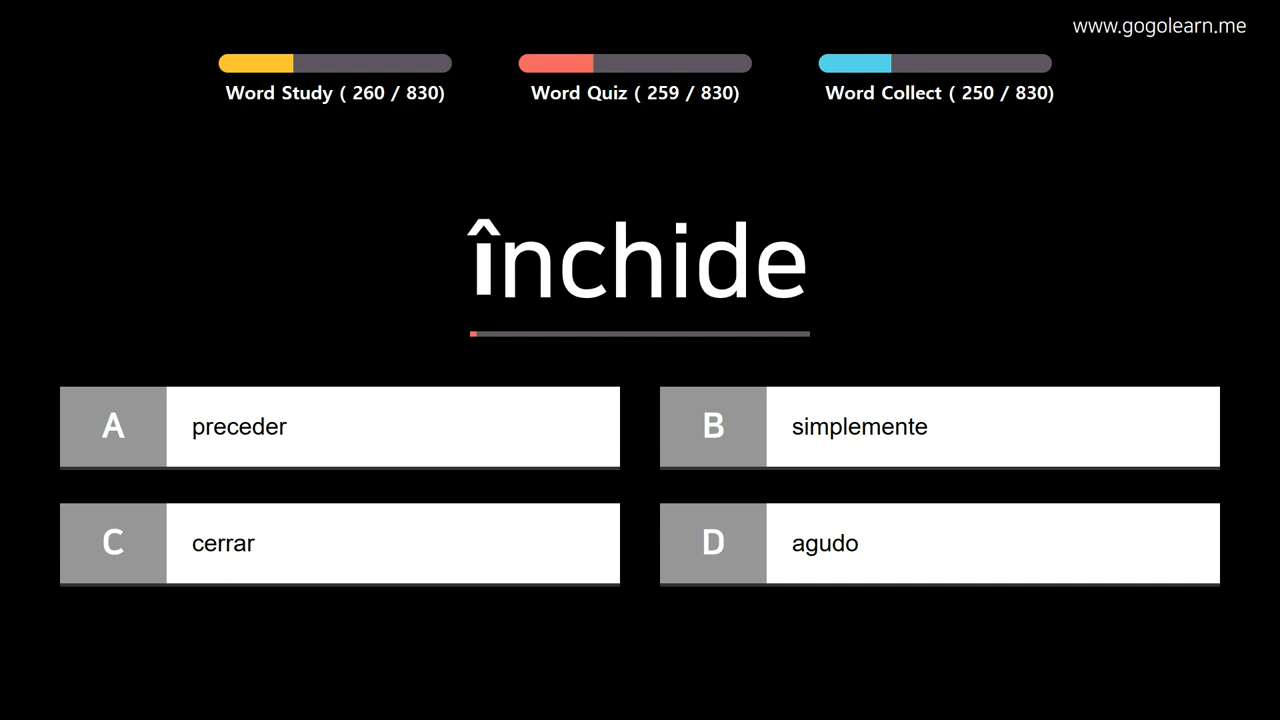 www.gogolearn.me
Word Study ( 260 / 830)
Word Quiz ( 259 / 830)
Word Collect ( 250 / 830)
închide
A preceder
B simplemente
C cerrar
D agudo